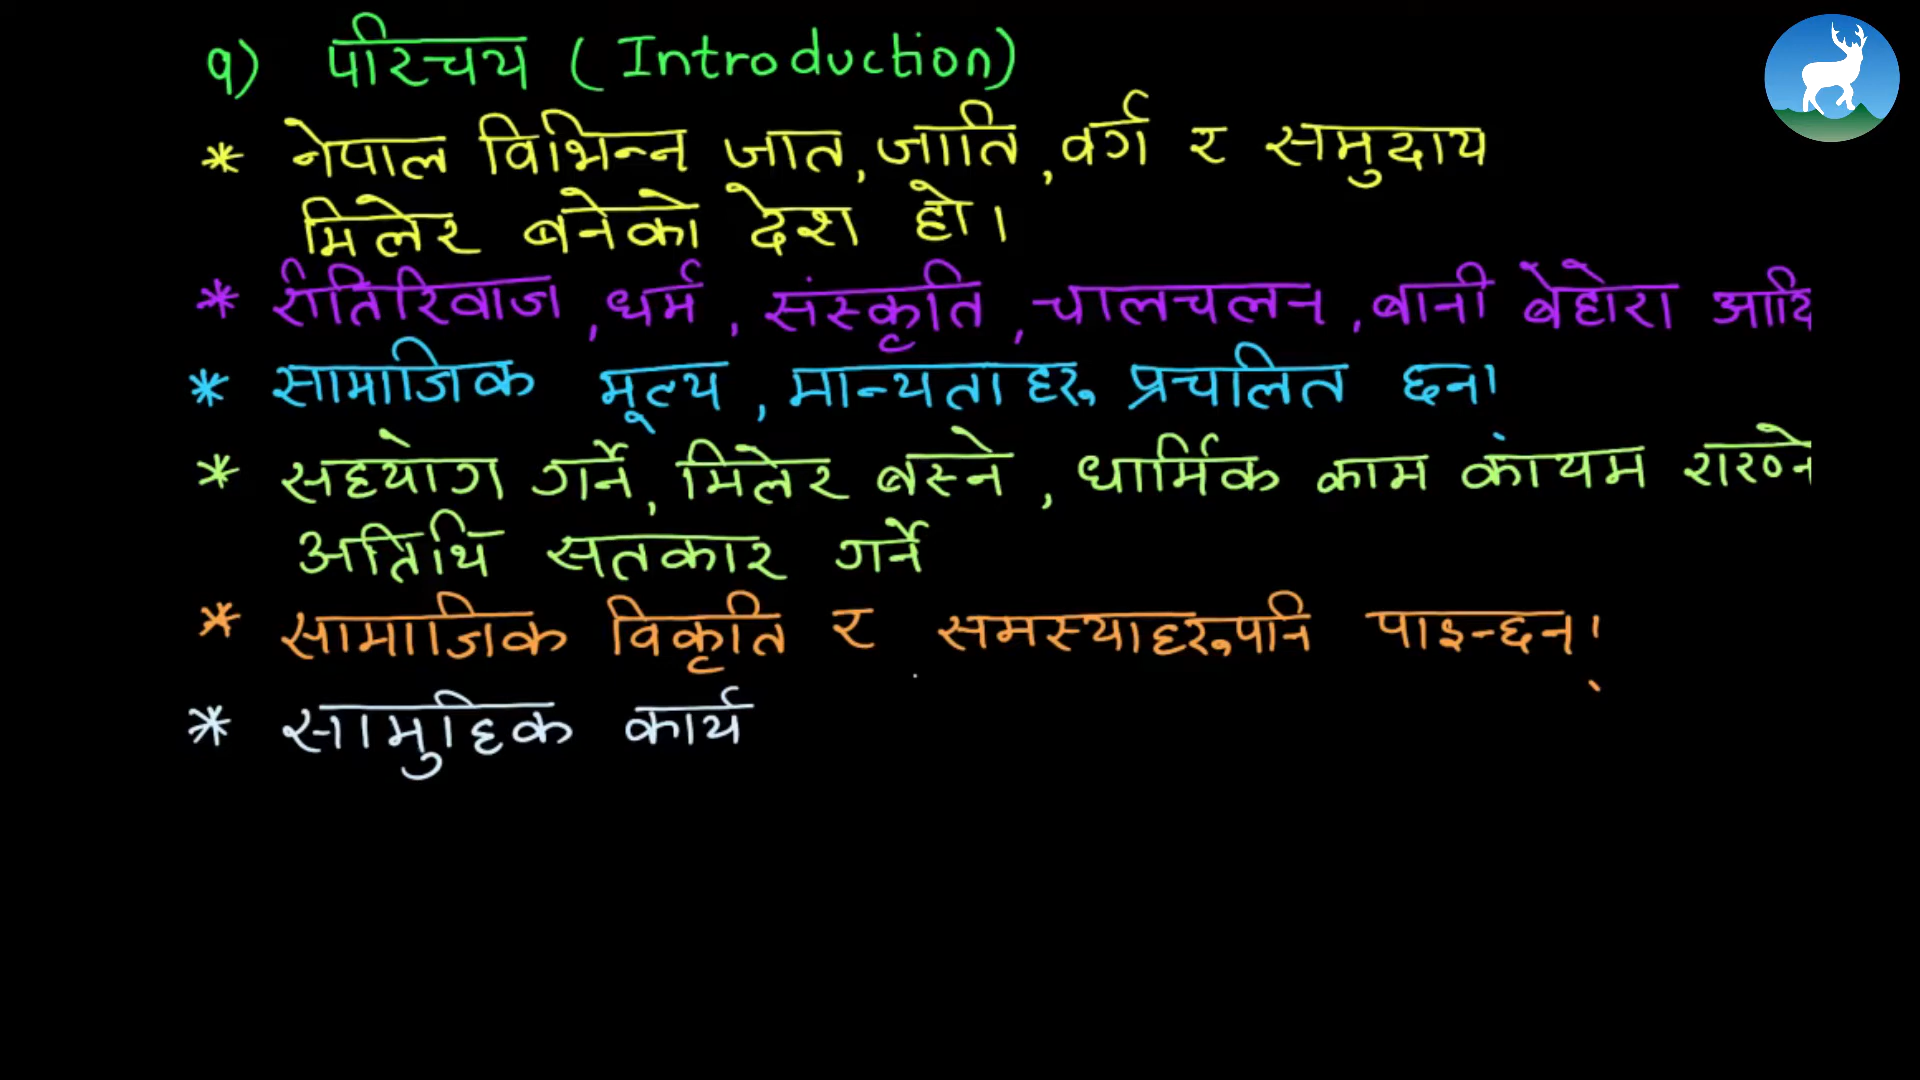 १) परिचय (Introduction)
* नेपाल विभिन्न जात, जाति, वर्ग र समुदाय
मिलेर बनेको देश हो।
* रीतिरिवाज, धर्म, संस्कृति, चालचलन, बानी बेहोरा आदि
* सामाजिक मूल्य, मान्यताहरू प्रचलित छन।
* सहयोग गर्ने, मिलेर बस्ने, धार्मिक काम कायम राख्ने
अतिथि सतकार गर्ने
* सामाजिक विकृति र समस्याहरूपनि पाइन्छन।
* सामुहिक कार्य